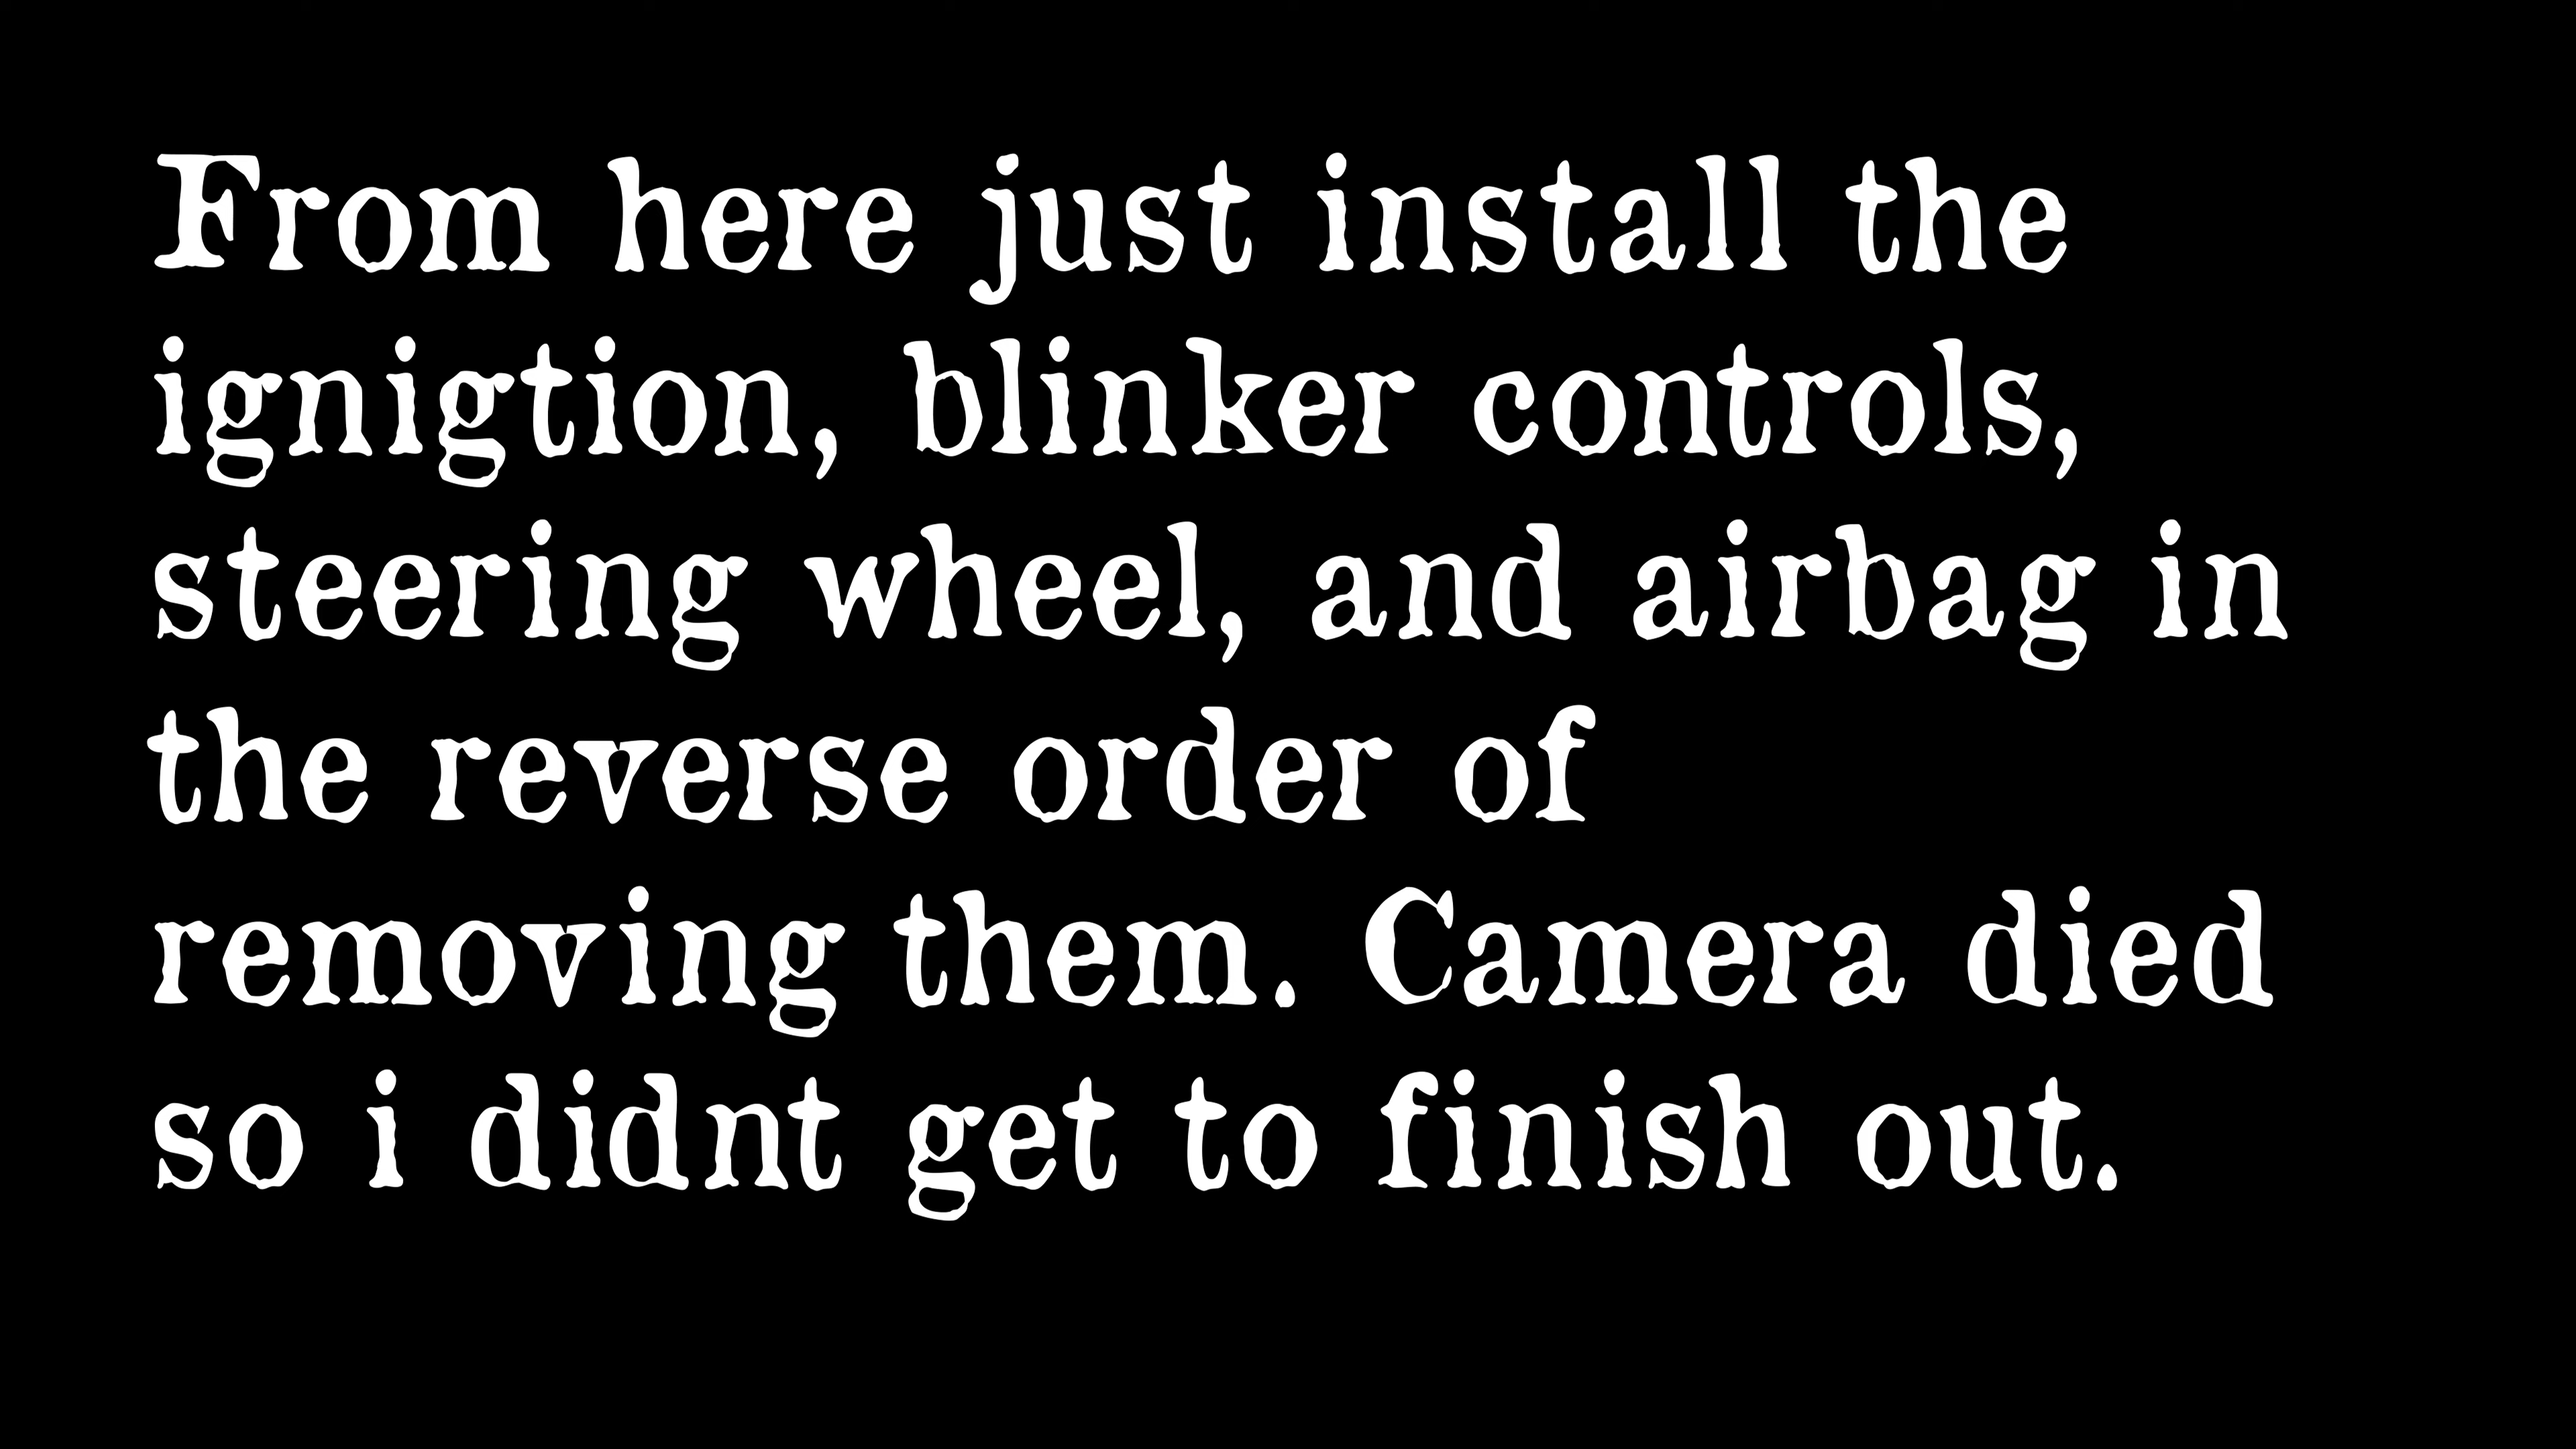 From here just install the
ignigtion, blinker controls,
steering wheel, and airbag in
the reverse order of
removing them. Camera died
so i didnt get to finish out.